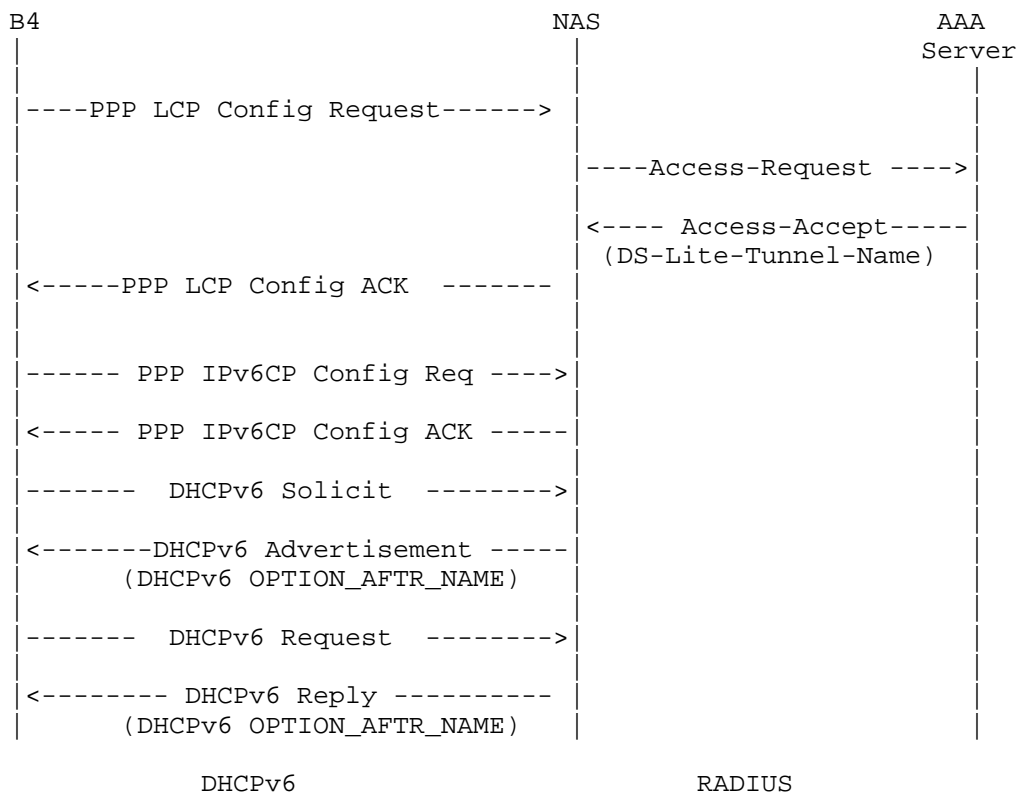 B4 NAS AAA
Server
----PPP LCP Config Request------>
----Access-Request ---->
<---- Access-Accept-----
(DS-Lite-Tunnel-Name)
<-----PPP LCP Config ACK -------
------ PPP IPv6CP Config Req ---->
<----- PPP IPv6CP Config ACK -----
------- DHCPv6 Solicit -------->
<-------DHCPv6 Advertisement -----
(DHCPv6 OPTION_AFTR_NAME)
------- DHCPv6 Request -------->
<-------- DHCPv6 Reply ----------
(DHCPv6 OPTION_AFTR_NAME)
DHCPv6 RADIUS